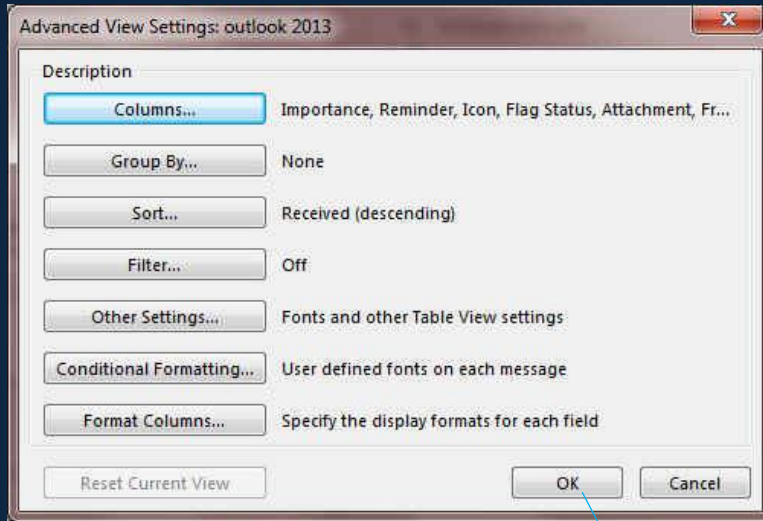 Advanced View Settings: outlook 2013
Description
Columns... Importance, Reminder, Icon, Flag Status, Attachment, Fr...
Group By... None
Sort... Received (descending)
Filter... Off
Other Settings... Fonts and other Table View settings
Conditional Formatting... User defined fonts on each message
Format Columns... Specify the display formats for each field
Reset Current View OK Cancel